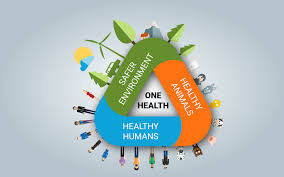 SAFER
ENVIRONMENT
ONE
HEALTH
HEALTHY
ANIMALS
HEALTHY
HUMANS